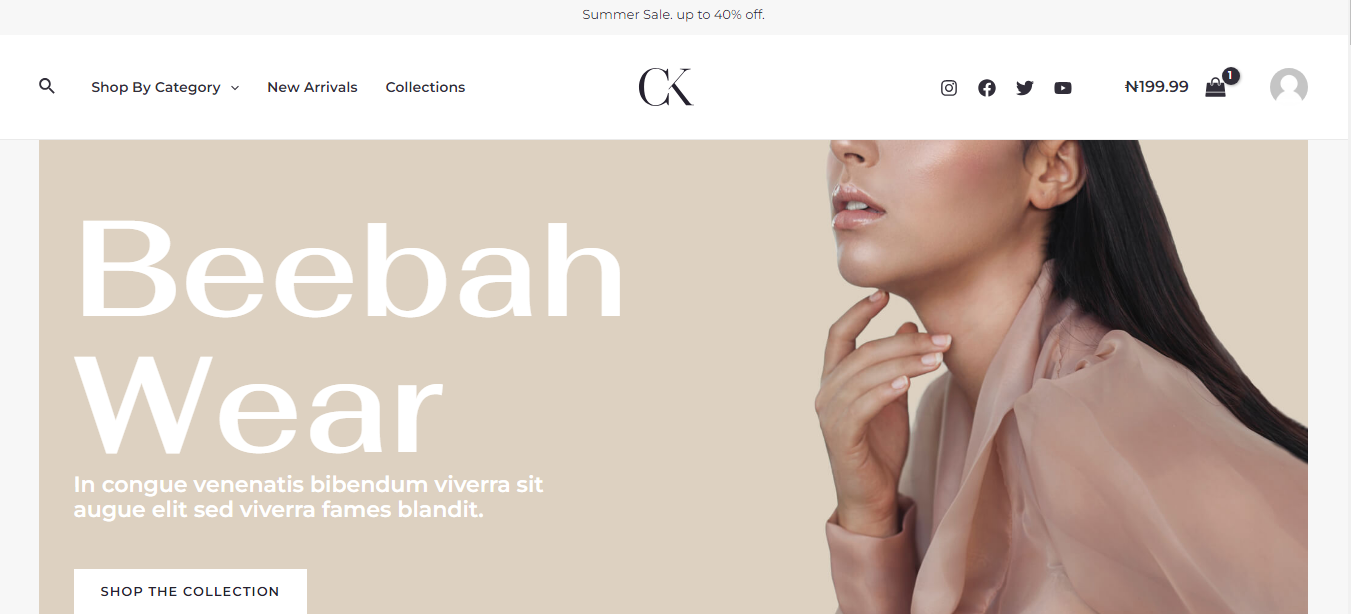 Summer Sale. up to 40% off.
Shop By Category
New Arrivals
Collections
CK
₦199.99
1
Beebah
Wear
In congue venenatis bibendum viverra sit
augue elit sed viverra fames blandit.
SHOP THE COLLECTION